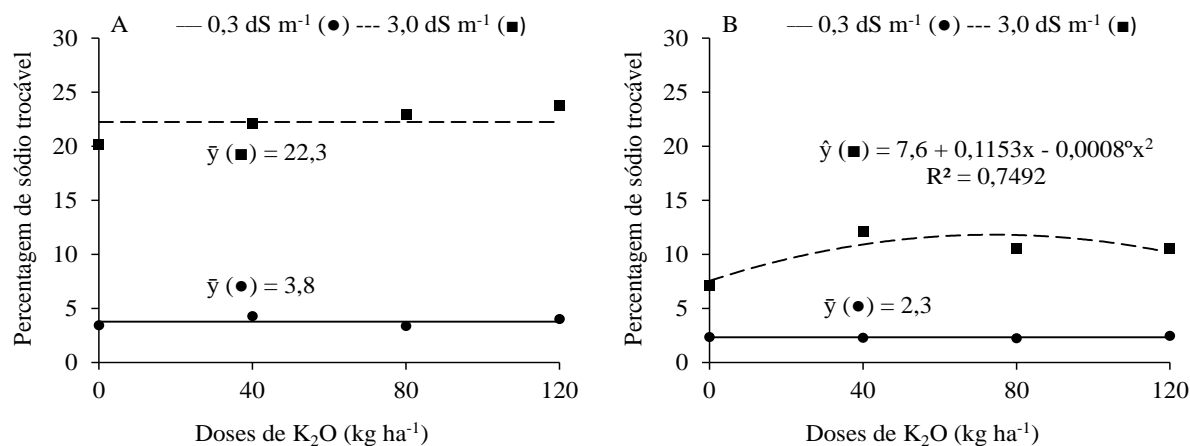 A
— 0,3 dS m⁻¹ (●) --- 3,0 dS m⁻¹ (■)
Percentagem de sódio trocável
30
25
20
15
10
5
0
ȳ (■) = 22,3
ȳ (●) = 3,8
0 40 80 120
Doses de K₂O (kg ha⁻¹)
B
— 0,3 dS m⁻¹ (●) --- 3,0 dS m⁻¹ (■)
Percentagem de sódio trocável
30
25
20
15
10
5
0
ŷ (■) = 7,6 + 0,1153x - 0,0008ºx²
R² = 0,7492
ȳ (●) = 2,3
0 40 80 120
Doses de K₂O (kg ha⁻¹)